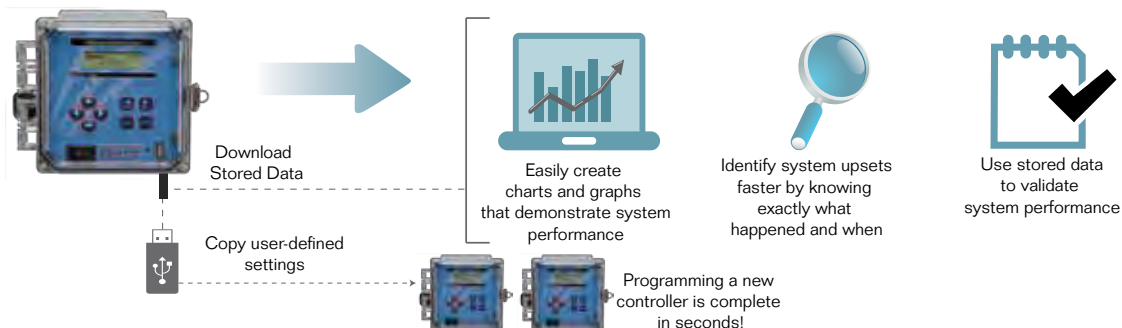 Download
Stored Data
Easily create
charts and graphs
that demonstrate system
performance
Identify system upsets
faster by knowing
exactly what
happened and when
Use stored data
to validate
system performance
Copy user-defined
settings
Programming a new
controller is complete
in seconds!